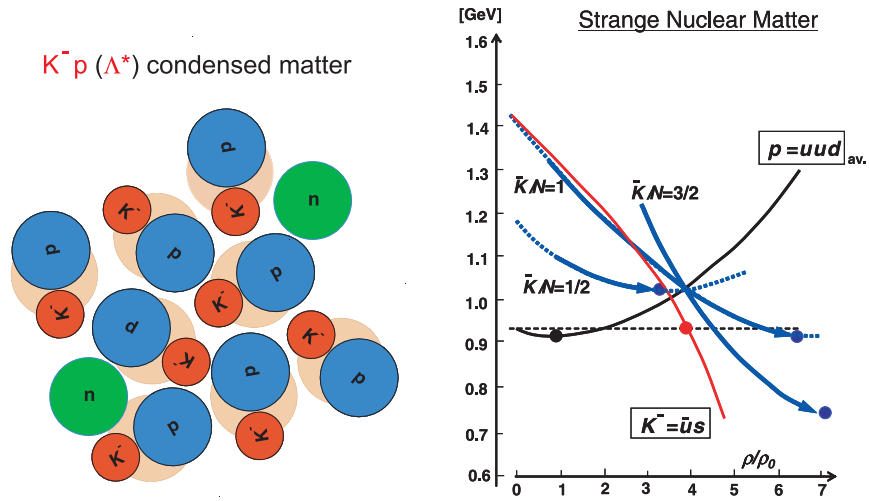 K⁻p (Λ*) condensed matter
p
n
K⁻
K⁻
p
p
p
K⁻
K⁻
p
K⁻
K⁻
p
p
n
p
K⁻
K⁻
[GeV]
Strange Nuclear Matter
1.6
1.5
1.4
1.3
1.2
1.1
1.0
0.9
0.8
0.7
0.6
p =uud av.
K̄/N=1
K̄/N=3/2
K̄/N=1/2
K⁻=ūs
ρ/ρ₀
0 1 2 3 4 5 6 7